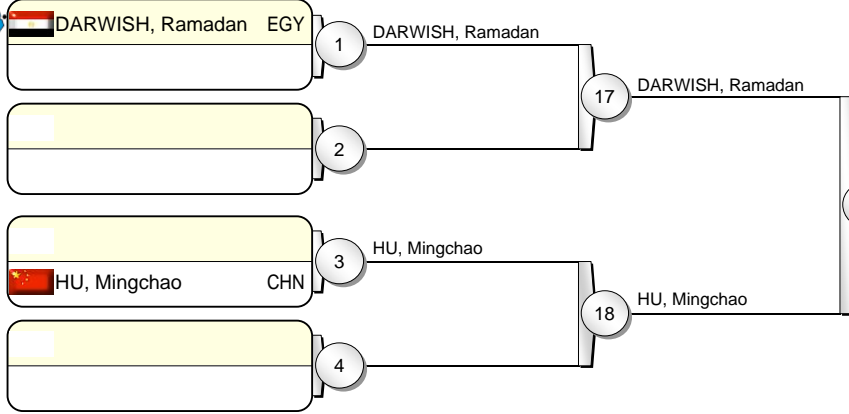 DARWISH, Ramadan EGY
1
DARWISH, Ramadan
17
DARWISH, Ramadan
2
3
HU, Mingchao
HU, Mingchao CHN
18
HU, Mingchao
4